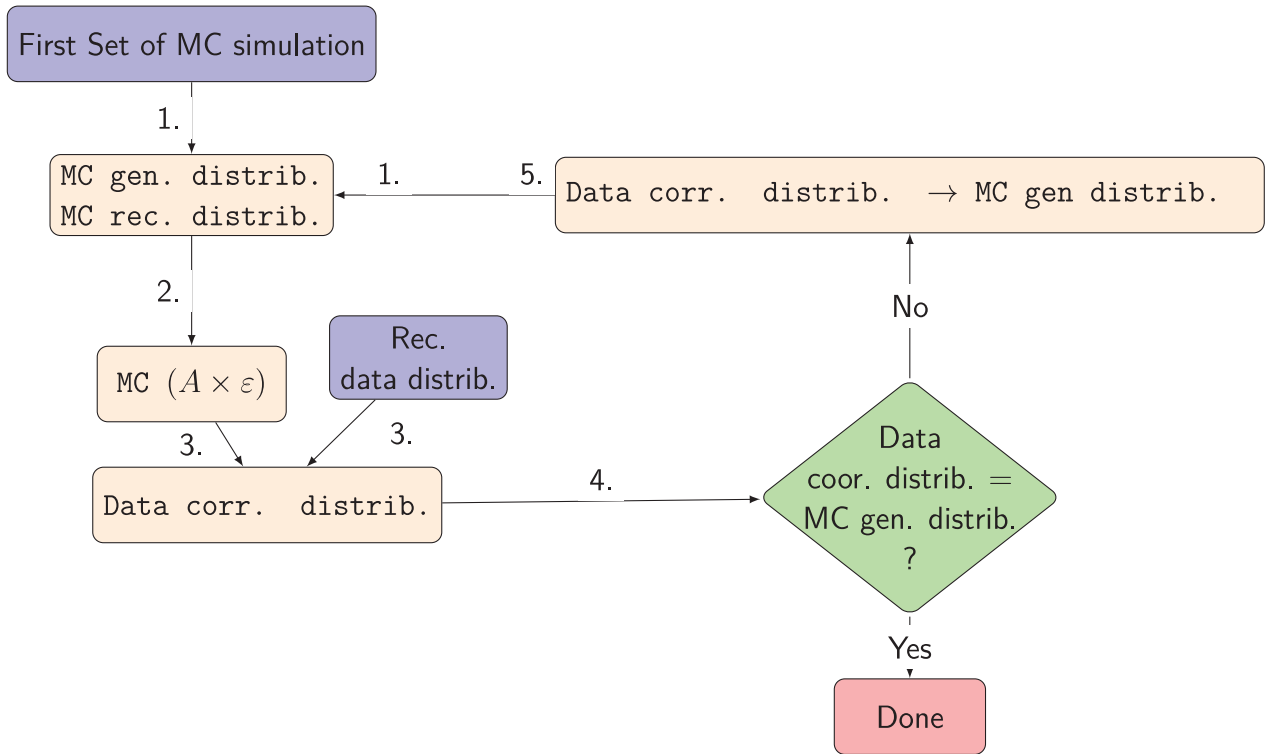 First Set of MC simulation
1.
MC gen. distrib.
MC rec. distrib.
1.
5.
Data corr. distrib. → MC gen distrib.
2.
No
Rec.
data distrib.
MC (A × ε)
3.
3.
Data corr. distrib.
4.
Data
coor. distrib. =
MC gen. distrib.
?
Yes
Done